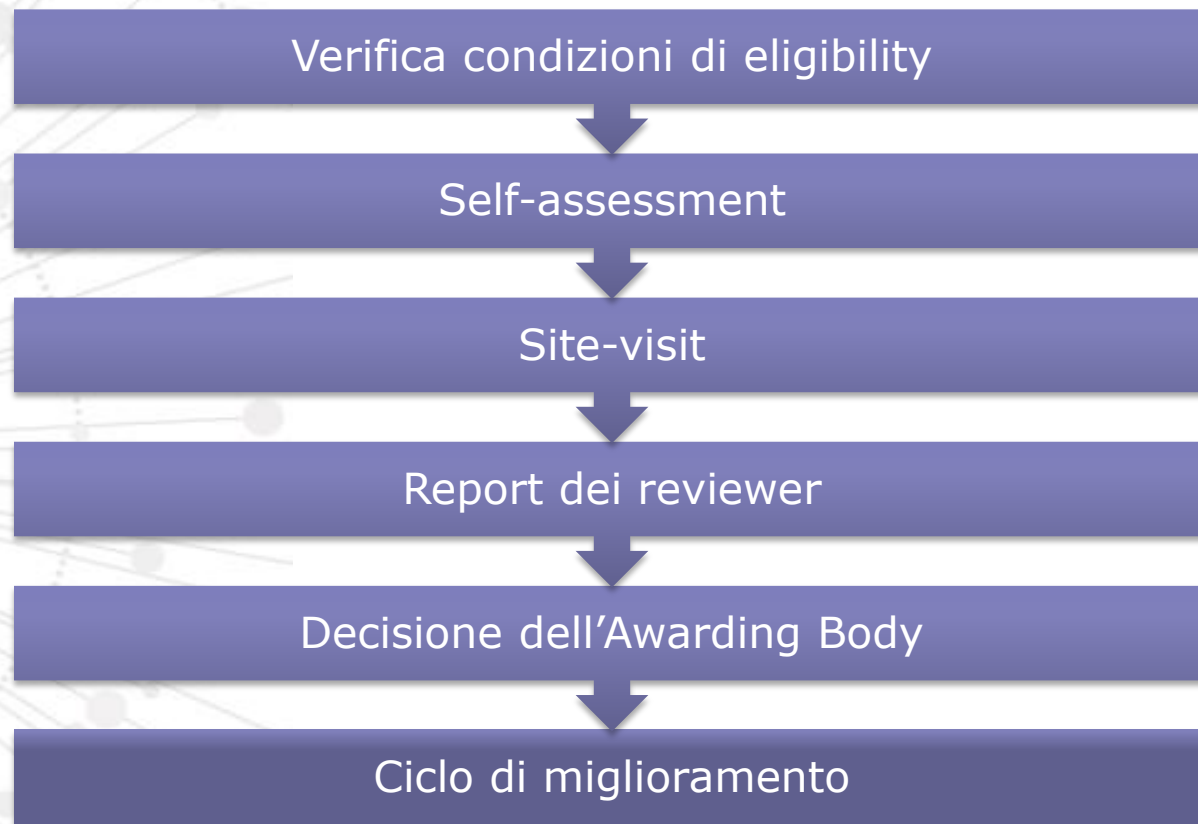 Verifica condizioni di eligibility
Self-assessment
Site-visit
Report dei reviewer
Decisione dell’Awarding Body
Ciclo di miglioramento